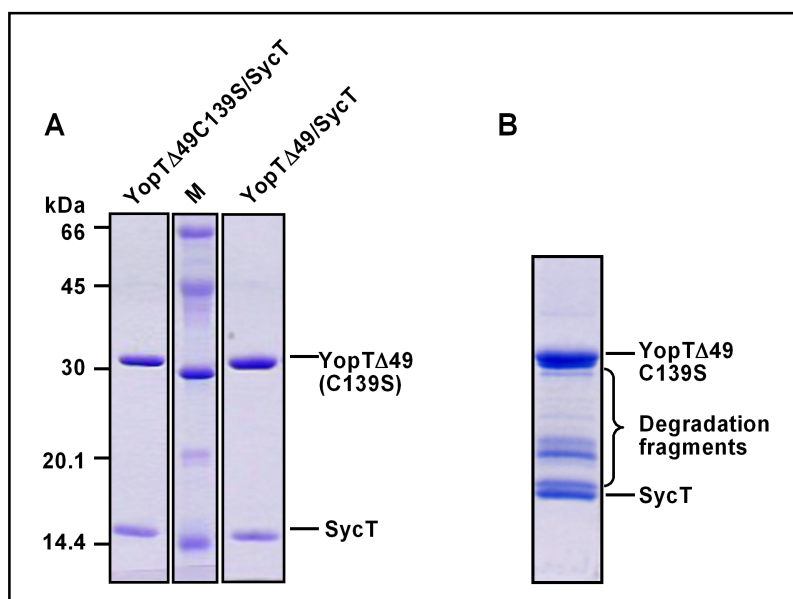 A
YopTΔ49C139S/SycT
M
YopTΔ49/SycT
kDa
66
45
30
20.1
14.4
YopTΔ49
(C139S)
SycT
B
YopTΔ49
C139S
Degradation
fragments
SycT